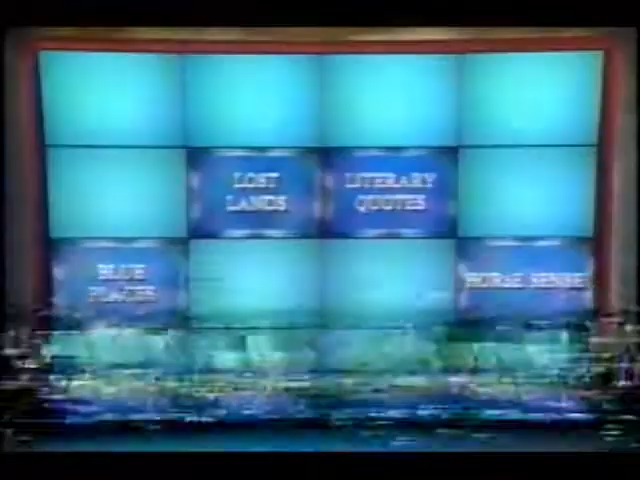 LOST
LANDS
LITERARY
QUOTES
BLUE
PLACES
HORSE SENSE